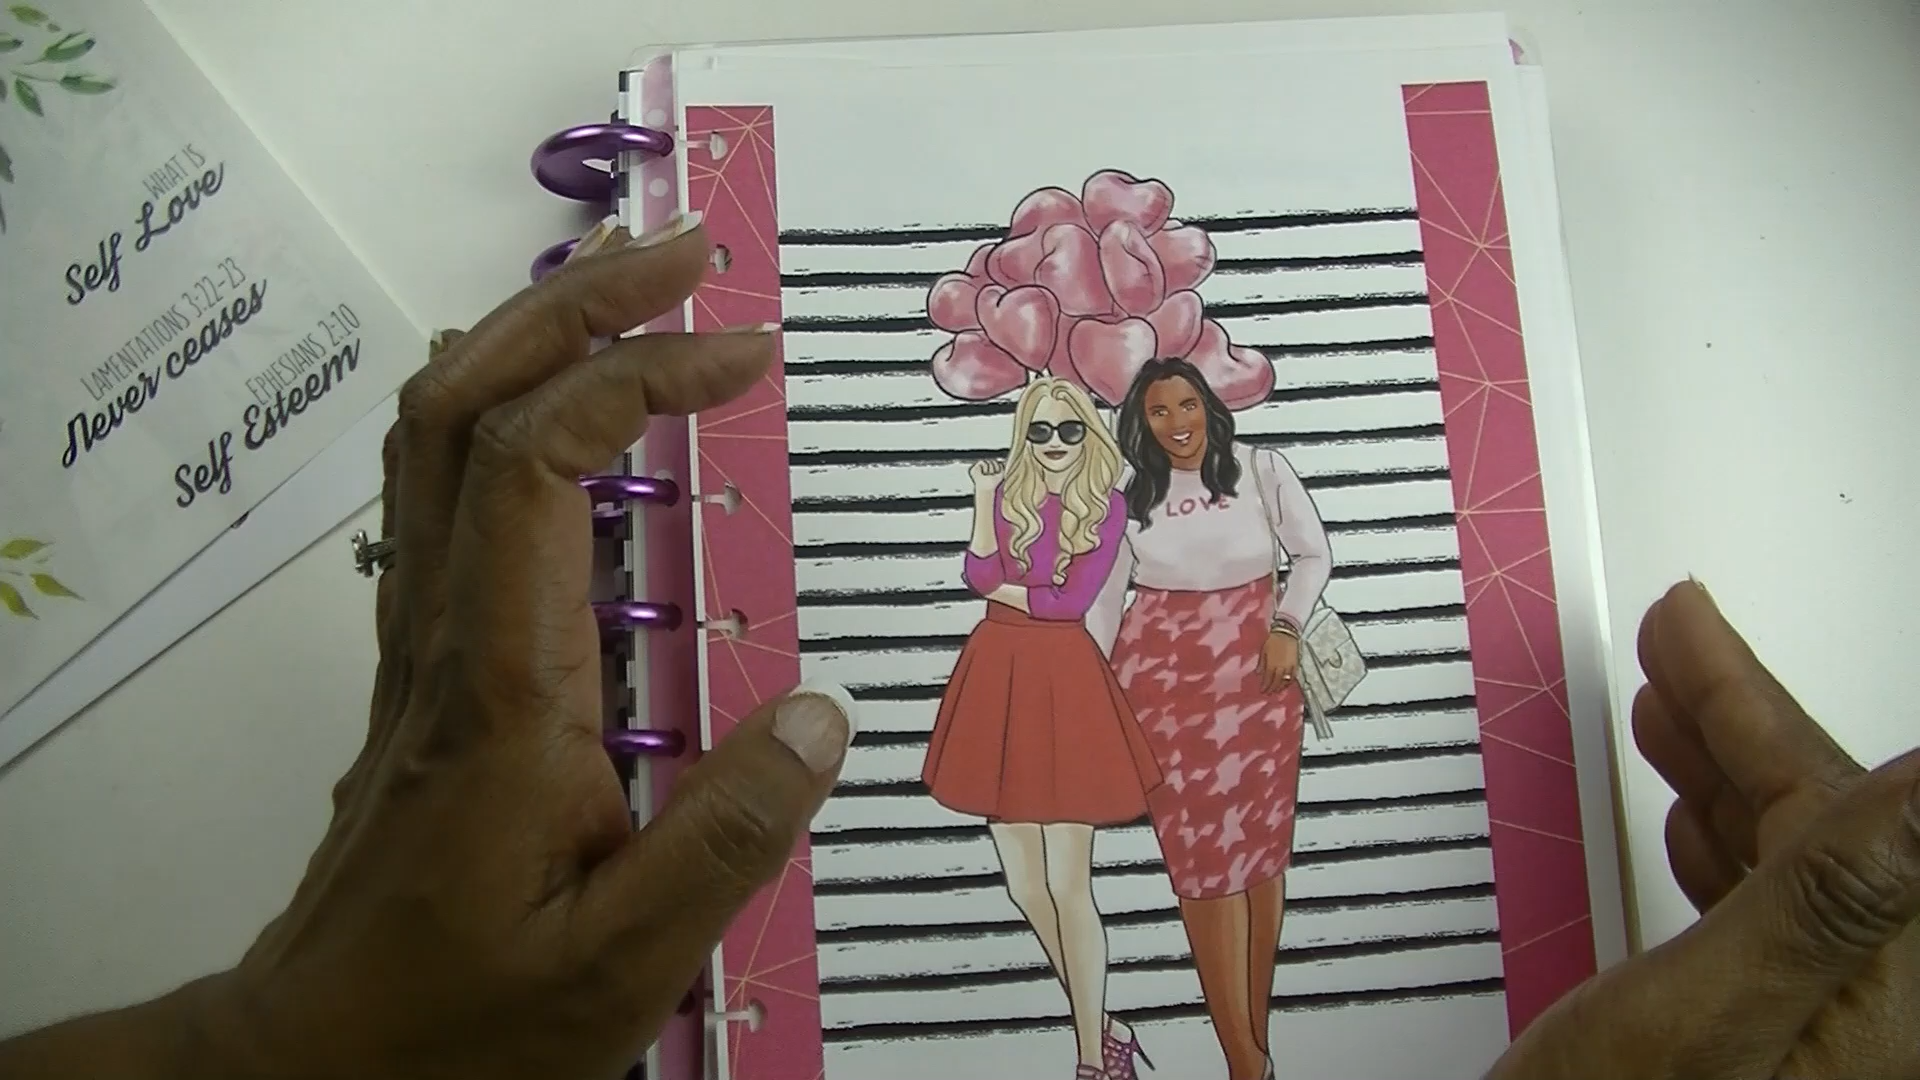 WHAT IS
Self Love
LAMENTATIONS 3:22-23
Never ceases
EPHESIANS 2:10
Self Esteem
LOVE